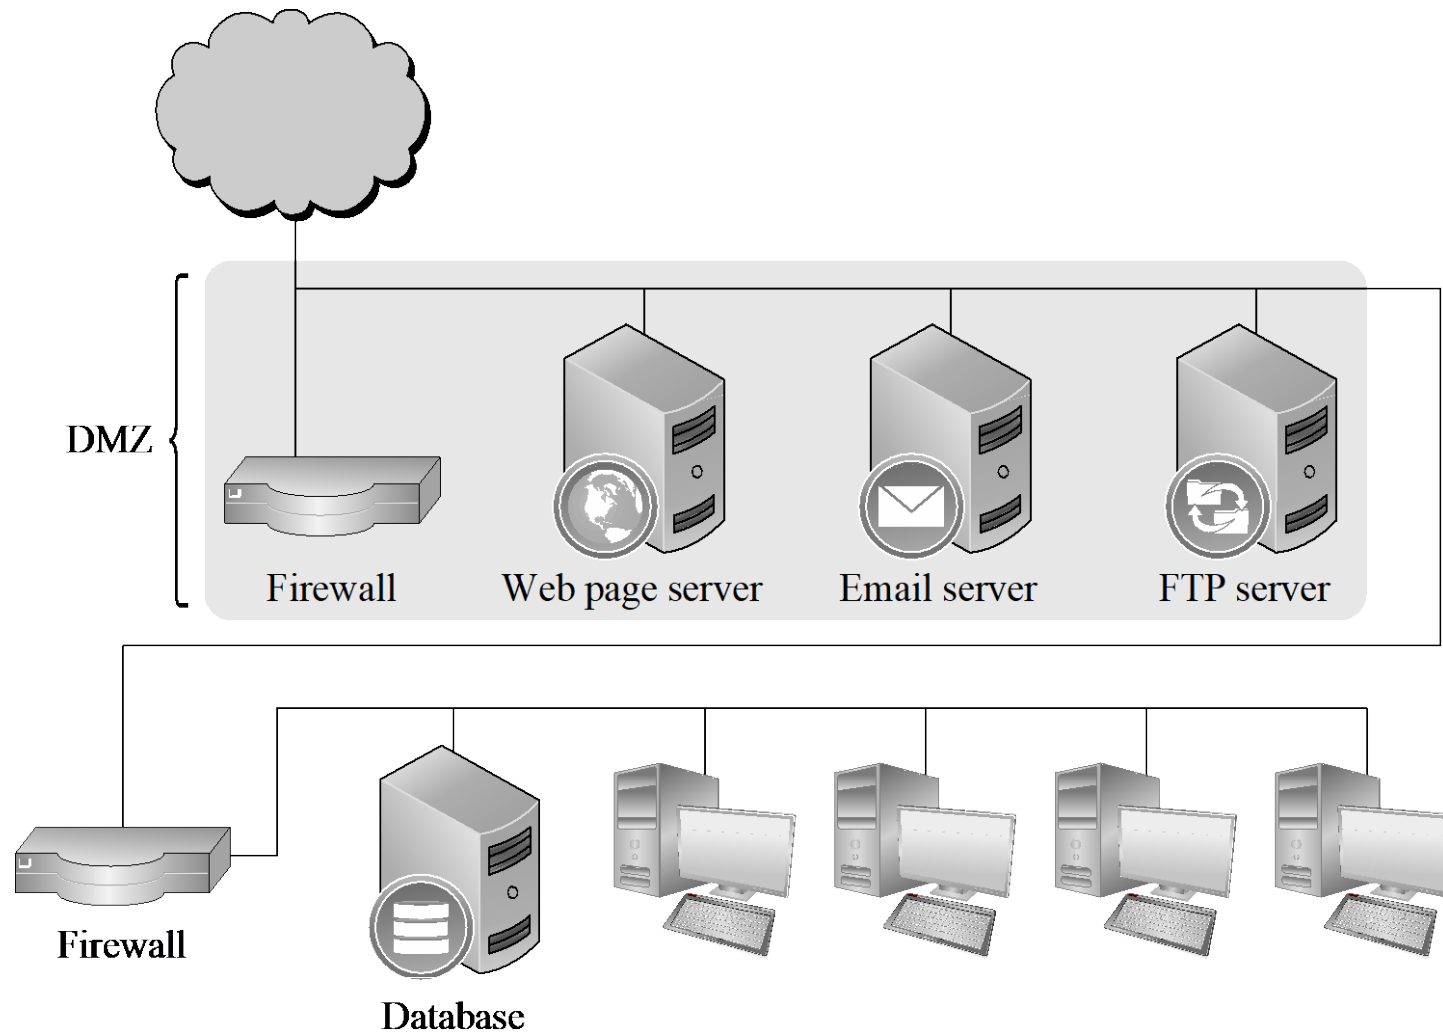 DMZ
Firewall
Web page server
Email server
FTP server
Firewall
Database